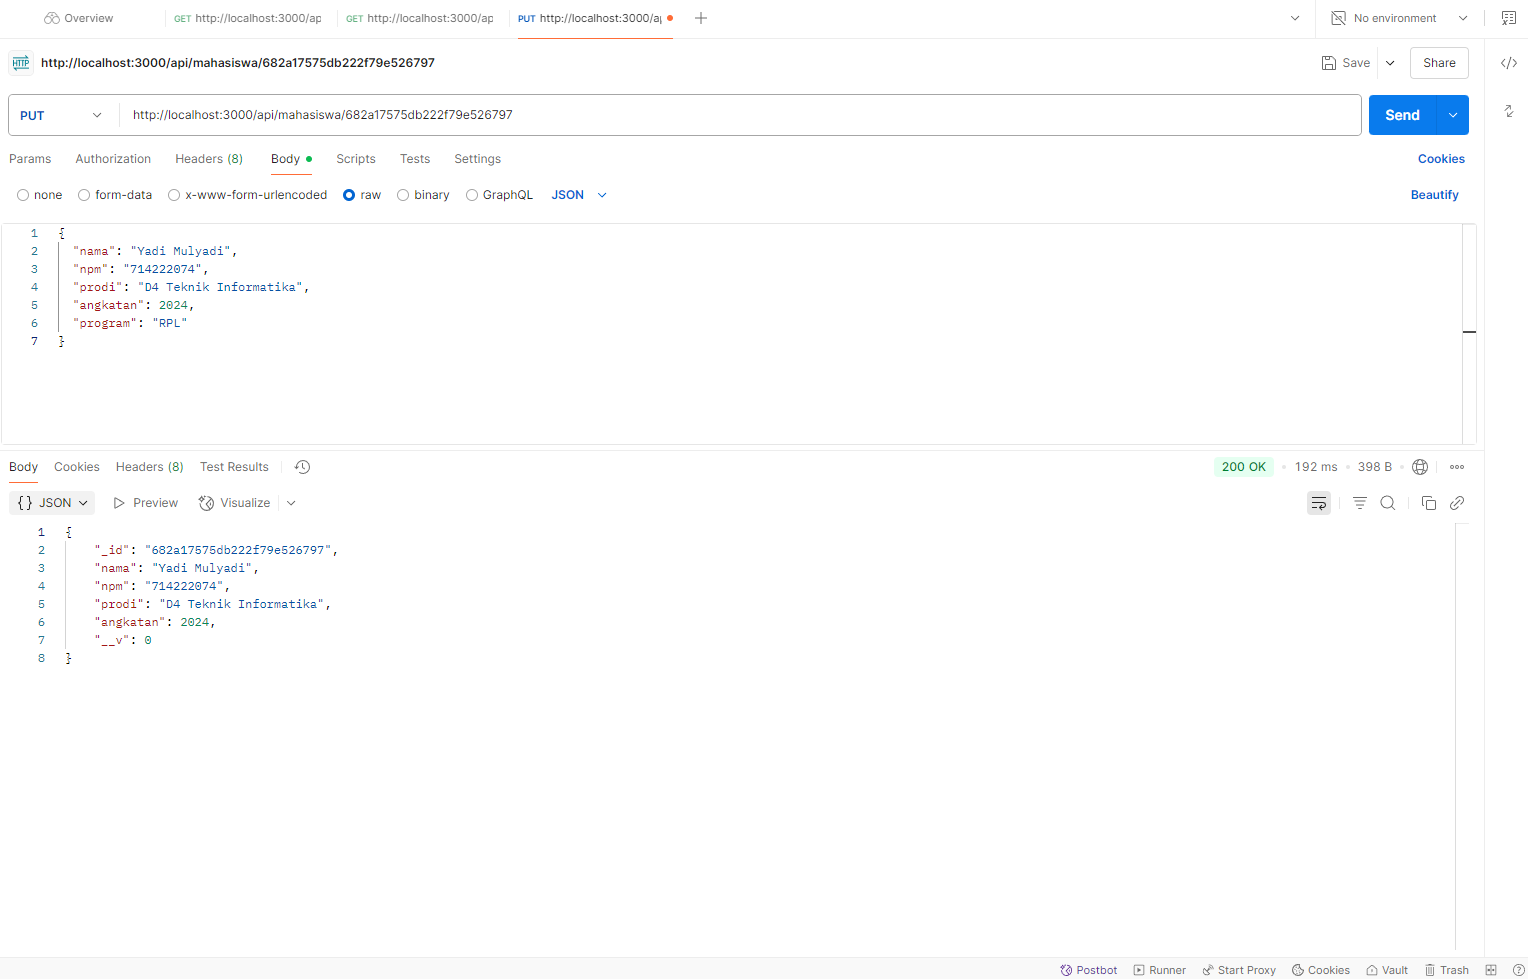 Overview GET http://localhost:3000/ap GET http://localhost:3000/ap PUT http://localhost:3000/a No environment
HTTP http://localhost:3000/api/mahasiswa/682a17575db222f79e526797 Save Share
PUT http://localhost:3000/api/mahasiswa/682a17575db222f79e526797 Send
Params Authorization Headers (8) Body Scripts Tests Settings Cookies
none form-data x-www-form-urlencoded raw binary GraphQL JSON Beautify
1 {
2 "nama": "Yadi Mulyadi",
3 "npm": "714222074",
4 "prodi": "D4 Teknik Informatika",
5 "angkatan": 2024,
6 "program": "RPL"
7 }
Body Cookies Headers (8) Test Results 200 OK • 192 ms • 398 B •
{} JSON Preview Visualize
1 {
2 "_id": "682a17575db222f79e526797",
3 "nama": "Yadi Mulyadi",
4 "npm": "714222074",
5 "prodi": "D4 Teknik Informatika",
6 "angkatan": 2024,
7 "__v": 0
8 }
Postbot Runner Start Proxy Cookies Vault Trash